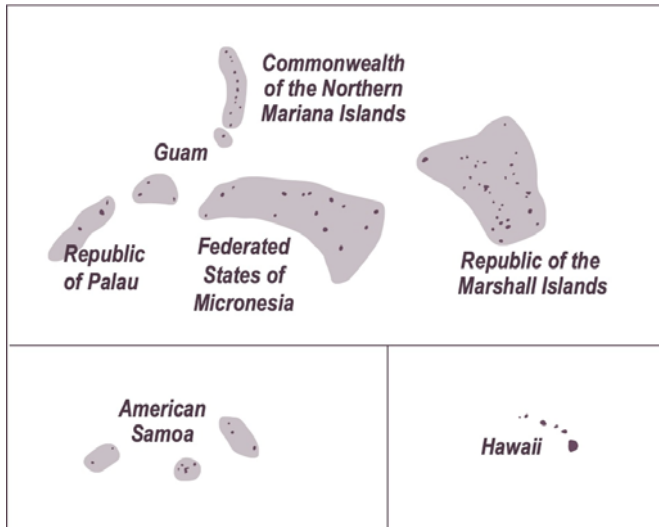 Commonwealth
of the Northern
Mariana Islands
Guam
Republic
of Palau
Federated
States of
Micronesia
Republic of the
Marshall Islands
American
Samoa
Hawaii